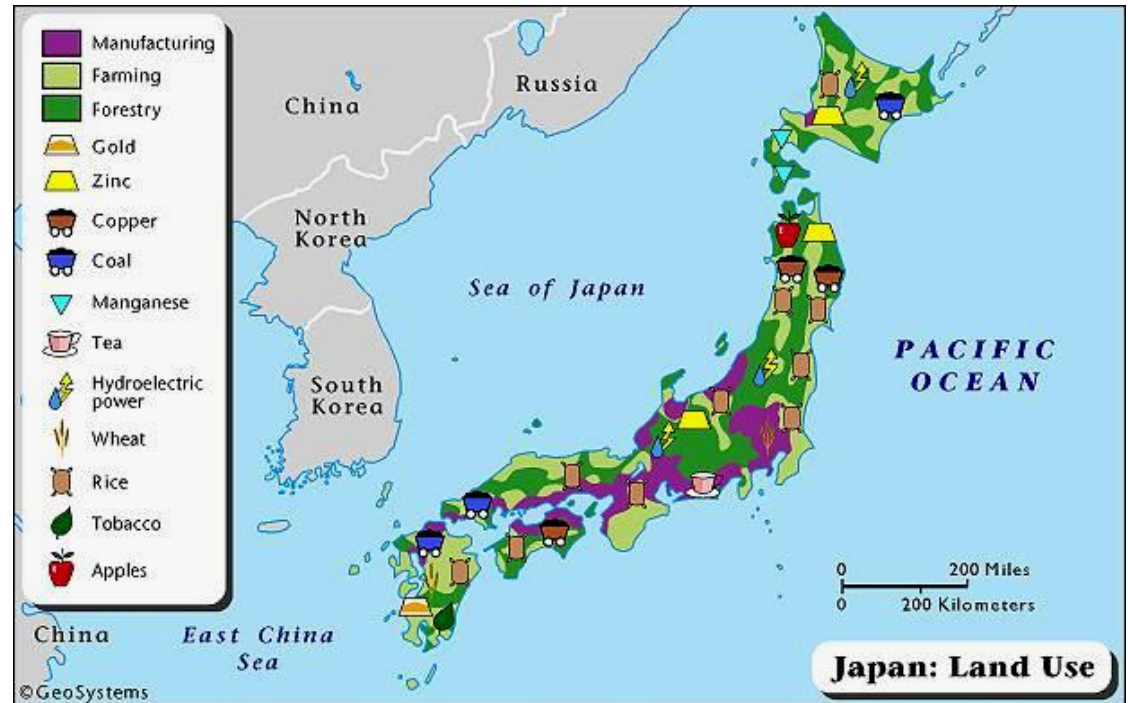 Manufacturing
Farming
Forestry
Gold
Zinc
Copper
Coal
Manganese
Tea
Hydroelectric
power
Wheat
Rice
Tobacco
Apples
China
Russia
North
Korea
Sea of Japan
South
Korea
PACIFIC
OCEAN
0 200 Miles
0 200 Kilometers
China
East China
Sea
Japan: Land Use
©GeoSystems